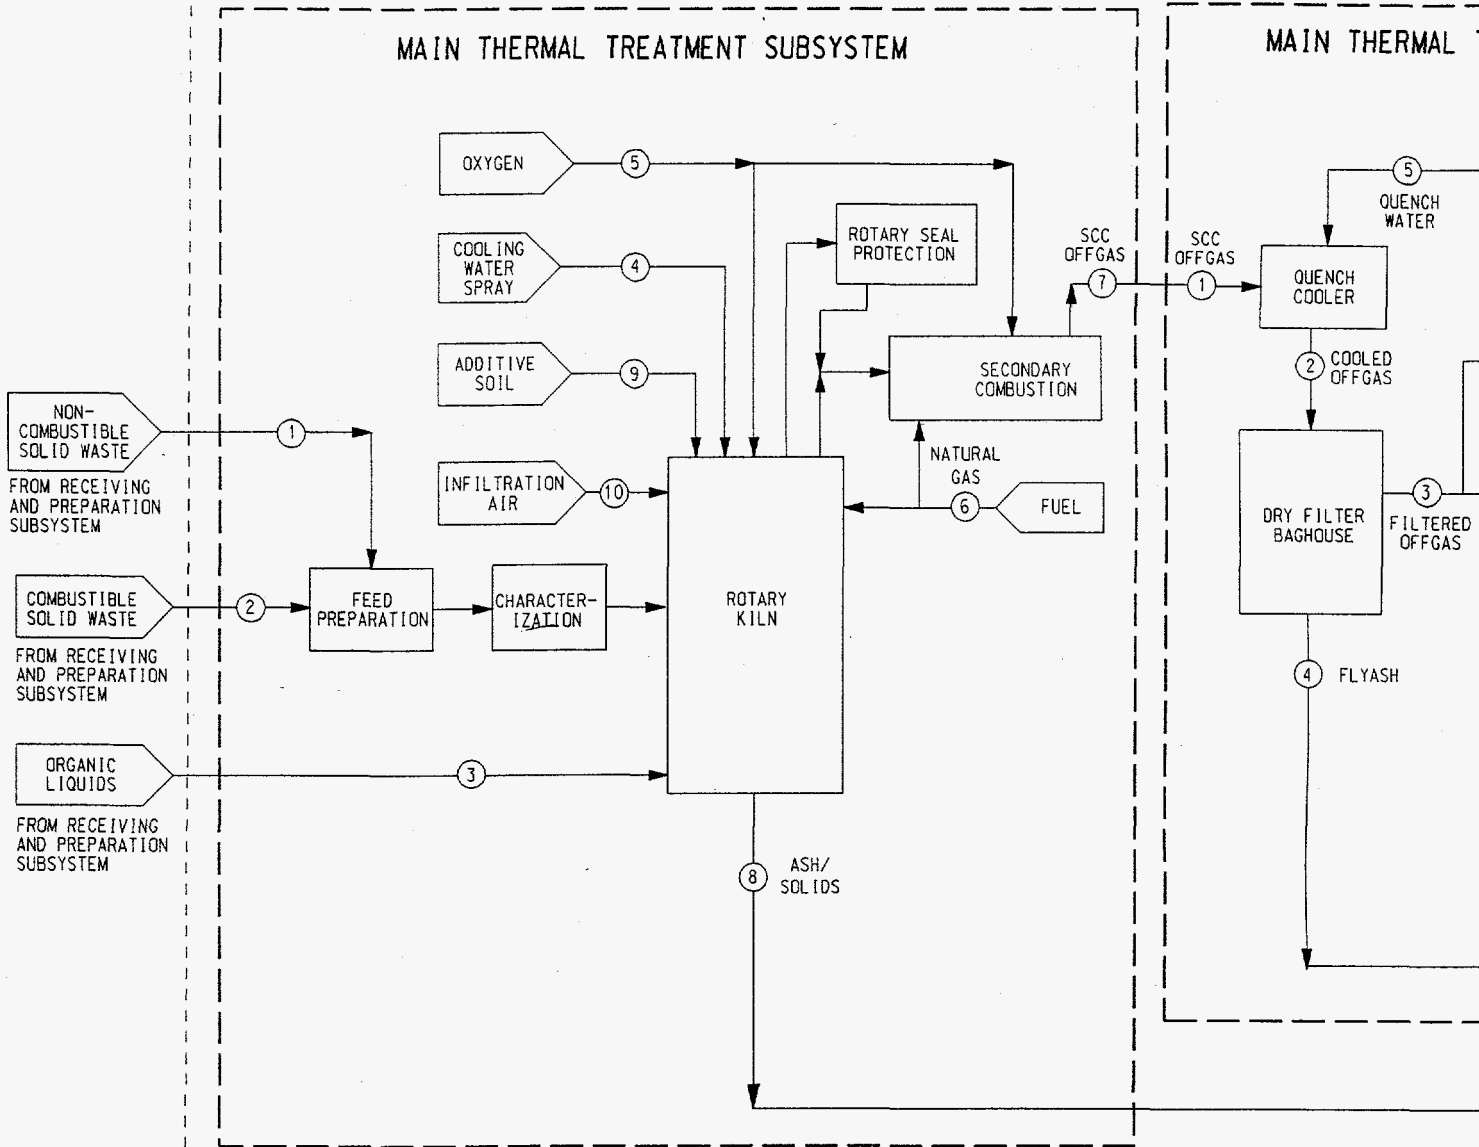 MAIN THERMAL TREATMENT SUBSYSTEM
OXYGEN
5
COOLING
WATER
SPRAY
4
ADDITIVE
SOIL
9
INFILTRATION
AIR
10
ROTARY SEAL
PROTECTION
SECONDARY
COMBUSTION
NATURAL
GAS
6
FUEL
SCC
OFFGAS
7
NON-
COMBUSTIBLE
SOLID WASTE
1
FROM RECEIVING
AND PREPARATION
SUBSYSTEM
COMBUSTIBLE
SOLID WASTE
2
FROM RECEIVING
AND PREPARATION
SUBSYSTEM
FEED
PREPARATION
CHARACTER-
IZATION
ROTARY
KILN
ORGANIC
LIQUIDS
3
FROM RECEIVING
AND PREPARATION
SUBSYSTEM
8
ASH/
SOLIDS
MAIN THERMAL
5
QUENCH
WATER
SCC
OFFGAS
1
QUENCH
COOLER
2
COOLED
OFFGAS
DRY FILTER
BAGHOUSE
3
FILTERED
OFFGAS
4
FLYASH